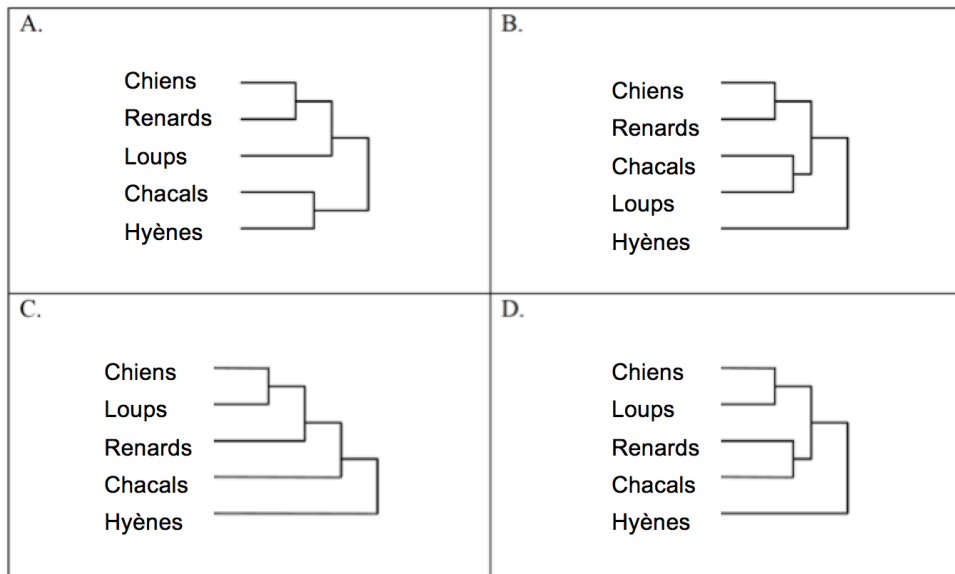 A.
Chiens
Renards
Loups
Chacals
Hyènes
B.
Chiens
Renards
Chacals
Loups
Hyènes
C.
Chiens
Loups
Renards
Chacals
Hyènes
D.
Chiens
Loups
Renards
Chacals
Hyènes